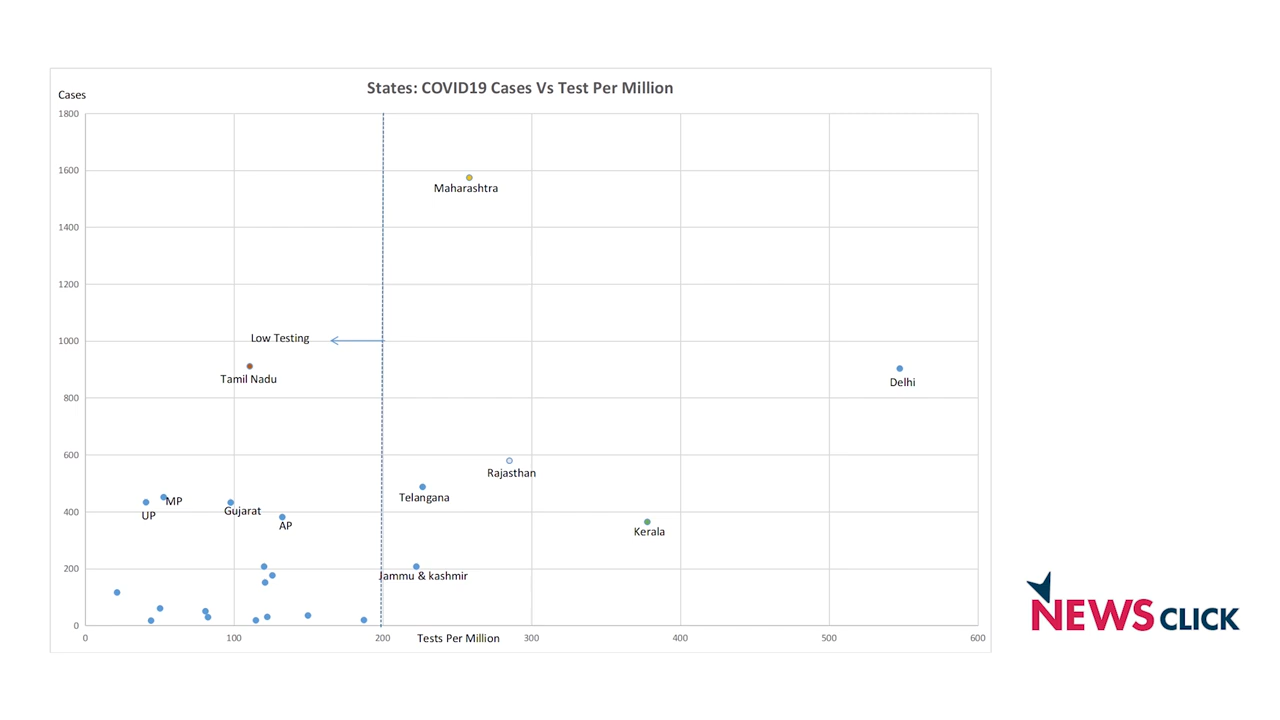 States: COVID19 Cases Vs Test Per Million
Cases
1800
1600
Maharashtra
1400
1200
1000
Low Testing
Tamil Nadu
Delhi
800
600
Rajasthan
Telangana
MP
UP
Gujarat
AP
400
Kerala
200
Jammu & kashmir
0
0 100 200 300 400 500 600
Tests Per Million
NEWSCLICK